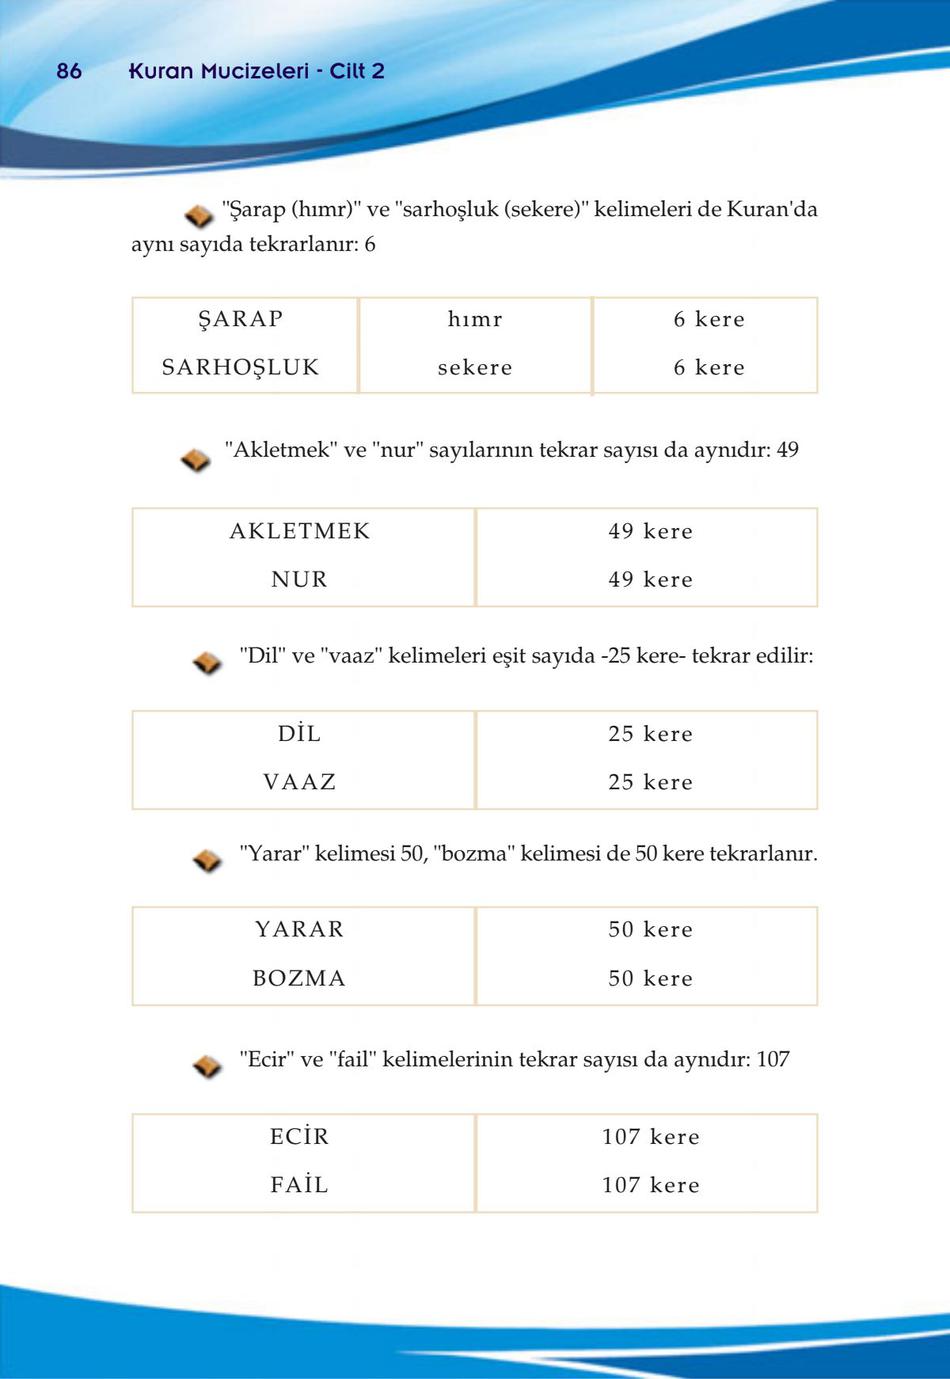 86 Kuran Mucizeleri - Cilt 2
"Şarap (hımr)" ve "sarhoşluk (sekere)" kelimeleri de Kuran'da
aynı sayıda tekrarlanır: 6
ŞARAP hımr 6 kere
SARHOŞLUK sekere 6 kere
"Akletmek" ve "nur" sayılarının tekrar sayısı da aynıdır: 49
AKLETMEK 49 kere
NUR 49 kere
"Dil" ve "vaaz" kelimeleri eşit sayıda -25 kere- tekrar edilir:
DİL 25 kere
VAAZ 25 kere
"Yarar" kelimesi 50, "bozma" kelimesi de 50 kere tekrarlanır.
YARAR 50 kere
BOZMA 50 kere
"Ecir" ve "fail" kelimelerinin tekrar sayısı da aynıdır: 107
ECİR 107 kere
FAİL 107 kere